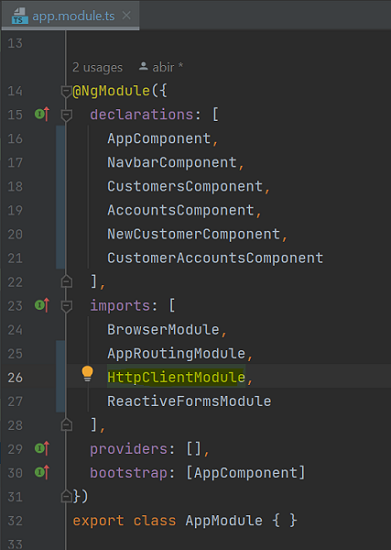 app.module.ts
13
2 usages abir *
14 @NgModule({
15 declarations: [
16 AppComponent,
17 NavbarComponent,
18 CustomersComponent,
19 AccountsComponent,
20 NewCustomerComponent,
21 CustomerAccountsComponent
22 ],
23 imports: [
24 BrowserModule,
25 AppRoutingModule,
26 HttpClientModule,
27 ReactiveFormsModule
28 ],
29 providers: [],
30 bootstrap: [AppComponent]
31 })
32 export class AppModule { }
33